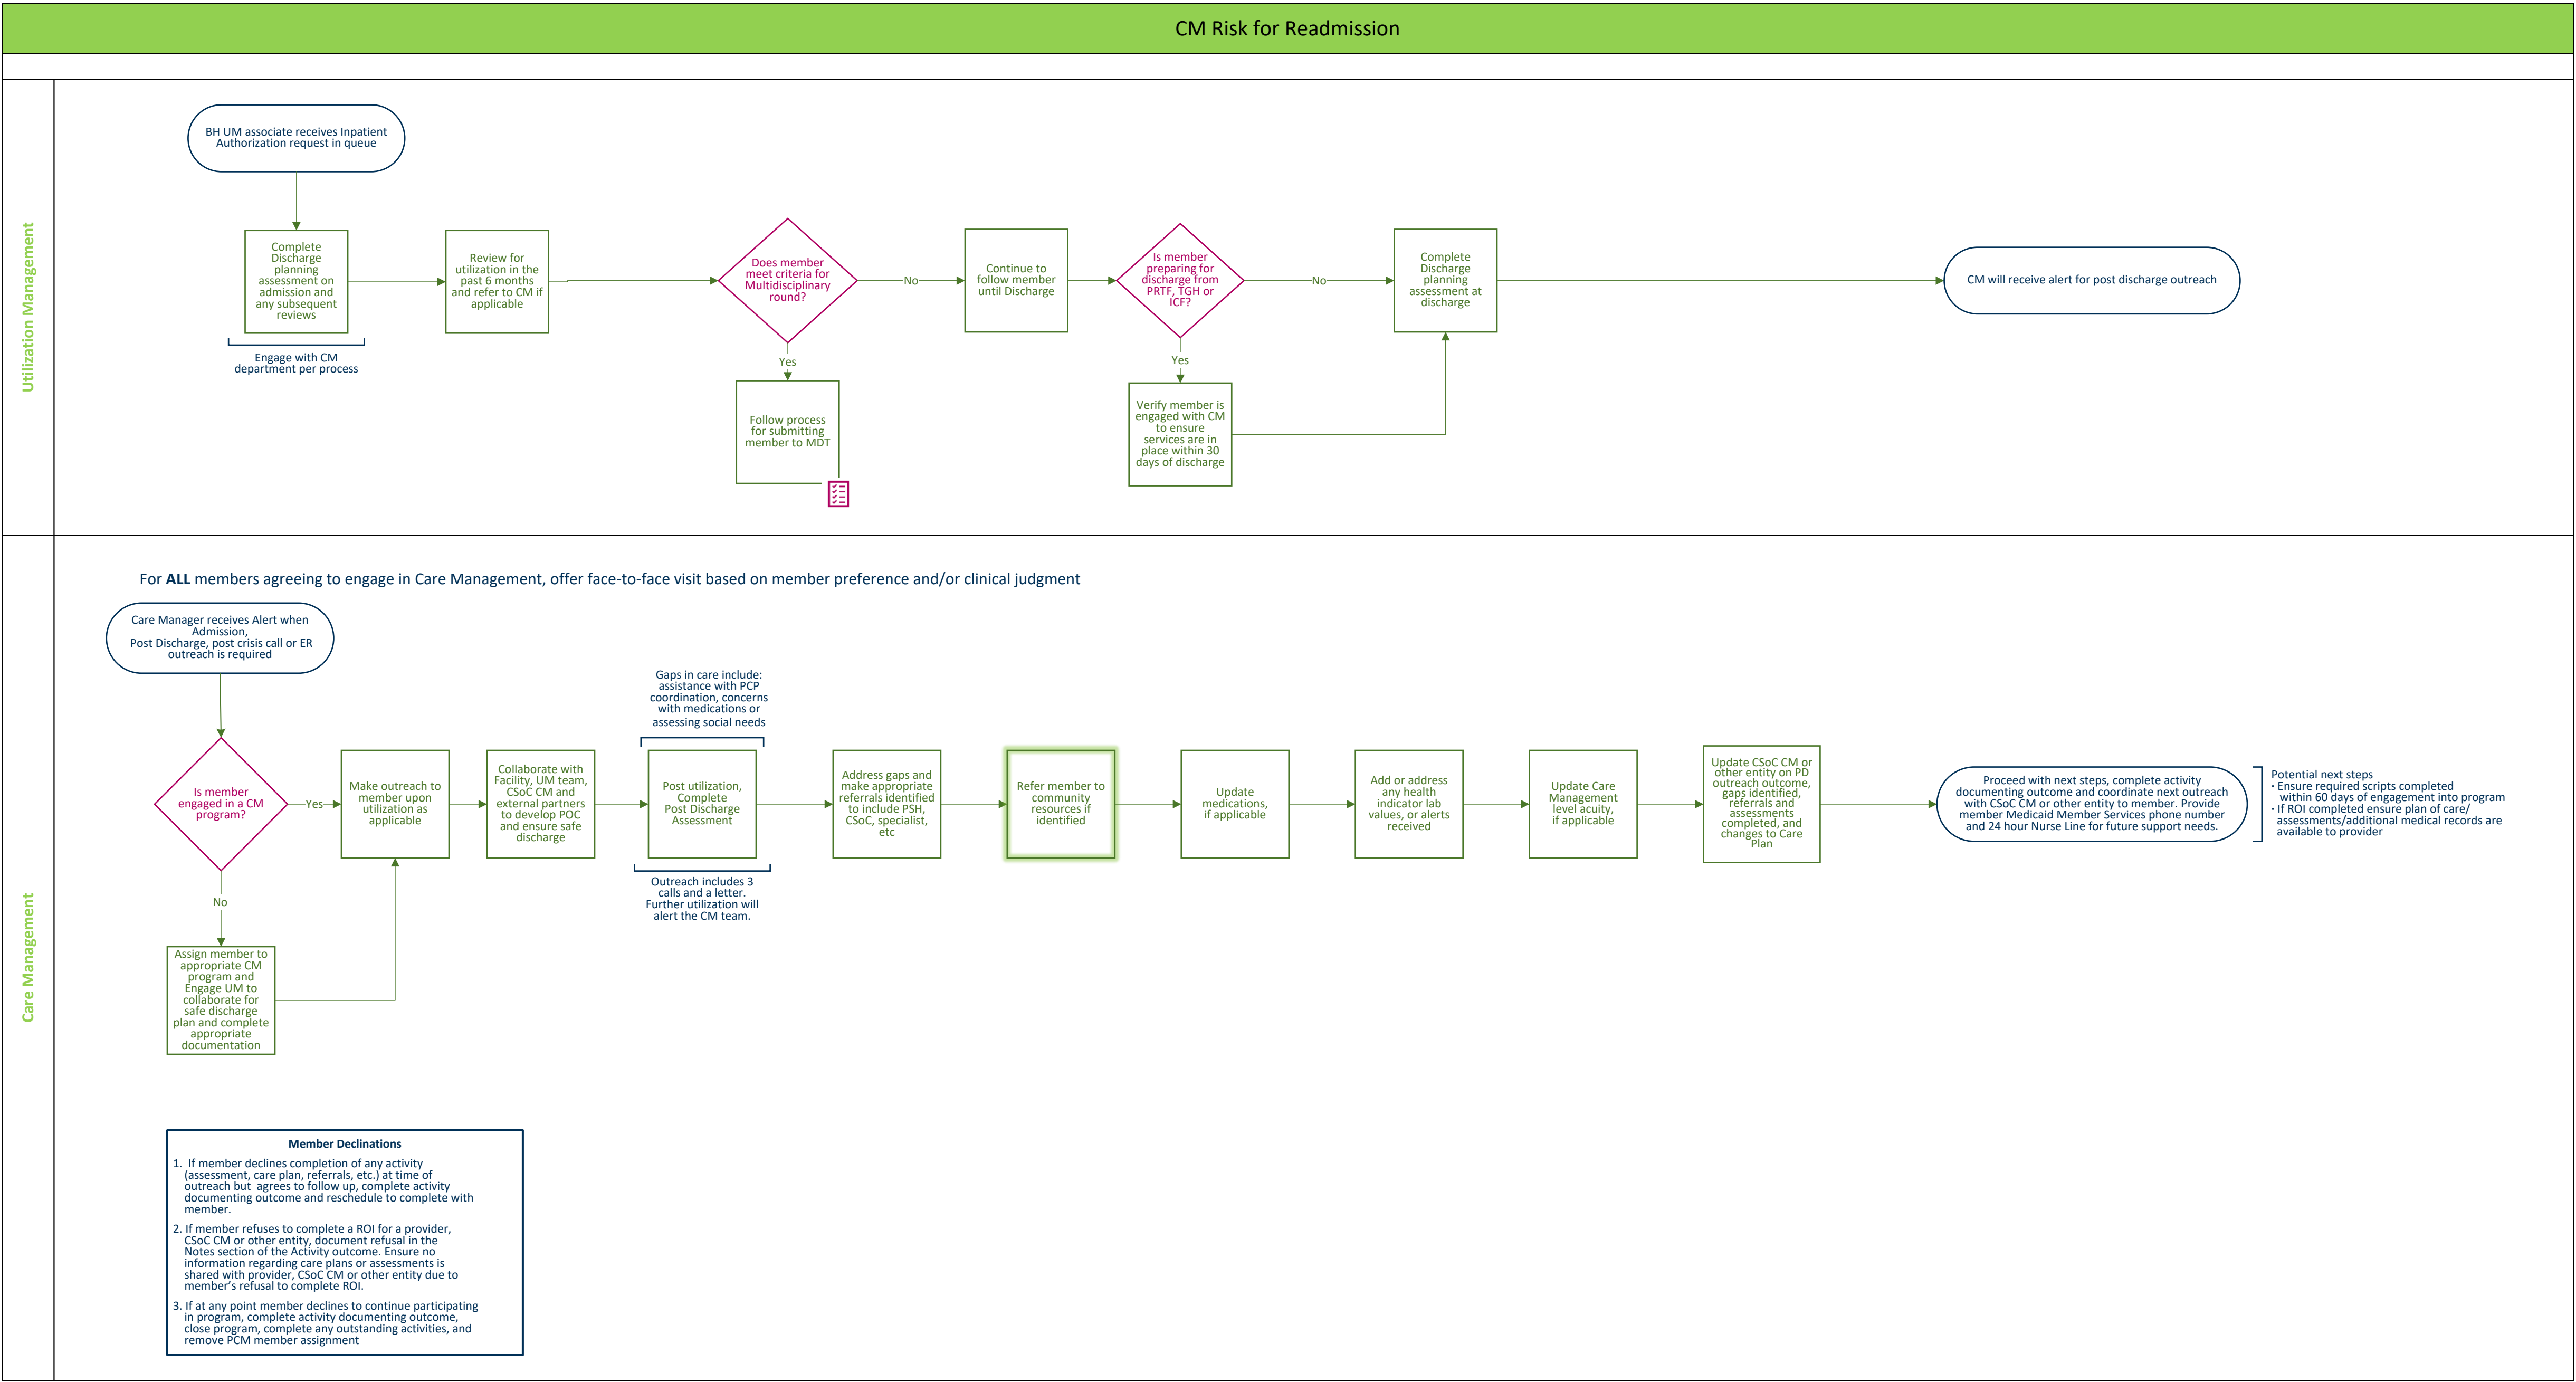 CM Risk for Readmission
Utilization Management
BH UM associate receives Inpatient
Authorization request in queue
Complete
Discharge
planning
assessment on
admission and
any subsequent
reviews
Engage with CM
department per process
Review for
utilization in the
past 6 months
and refer to CM if
applicable
Does member
meet criteria for
Multidisciplinary
round?
No
Yes
Follow process
for submitting
member to MDT
Continue to
follow member
until Discharge
Is member
preparing for
discharge from
PRTF, TGH or
ICF?
No
Yes
Verify member is
engaged with CM
to ensure
services are in
place within 30
days of discharge
Complete
Discharge
planning
assessment at
discharge
CM will receive alert for post discharge outreach
Care Management
For ALL members agreeing to engage in Care Management, offer face-to-face visit based on member preference and/or clinical judgment
Care Manager receives Alert when
Admission,
Post Discharge, post crisis call or ER
outreach is required
Is member
engaged in a CM
program?
Yes
No
Assign member to
appropriate CM
program and
Engage UM to
collaborate for
safe discharge
plan and complete
appropriate
documentation
Make outreach to
member upon
utilization as
applicable
Collaborate with
Facility, UM team,
CSoC CM and
external partners
to develop POC
and ensure safe
discharge
Gaps in care include:
assistance with PCP
coordination, concerns
with medications or
assessing social needs
Post utilization,
Complete
Post Discharge
Assessment
Outreach includes 3
calls and a letter.
Further utilization will
alert the CM team.
Address gaps and
make appropriate
referrals identified
to include PSH,
CSoC, specialist,
etc
Refer member to
community
resources if
identified
Update
medications,
if applicable
Add or address
any health
indicator lab
values, or alerts
received
Update Care
Management
level acuity,
if applicable
Update CSoC CM or
other entity on PD
outreach outcome,
gaps identified,
referrals and
assessments
completed, and
changes to Care
Plan
Proceed with next steps, complete activity
documenting outcome and coordinate next outreach
with CSoC CM or other entity to member. Provide
member Medicaid Member Services phone number
and 24 hour Nurse Line for future support needs.
Potential next steps
· Ensure required scripts completed
within 60 days of engagement into program
· If ROI completed ensure plan of care/
assessments/additional medical records are
available to provider
Member Declinations
1. If member declines completion of any activity
(assessment, care plan, referrals, etc.) at time of
outreach but agrees to follow up, complete activity
documenting outcome and reschedule to complete with
member.
2. If member refuses to complete a ROI for a provider,
CSoC CM or other entity, document refusal in the
Notes section of the Activity outcome. Ensure no
information regarding care plans or assessments is
shared with provider, CSoC CM or other entity due to
member’s refusal to complete ROI.
3. If at any point member declines to continue participating
in program, complete activity documenting outcome,
close program, complete any outstanding activities, and
remove PCM member assignment